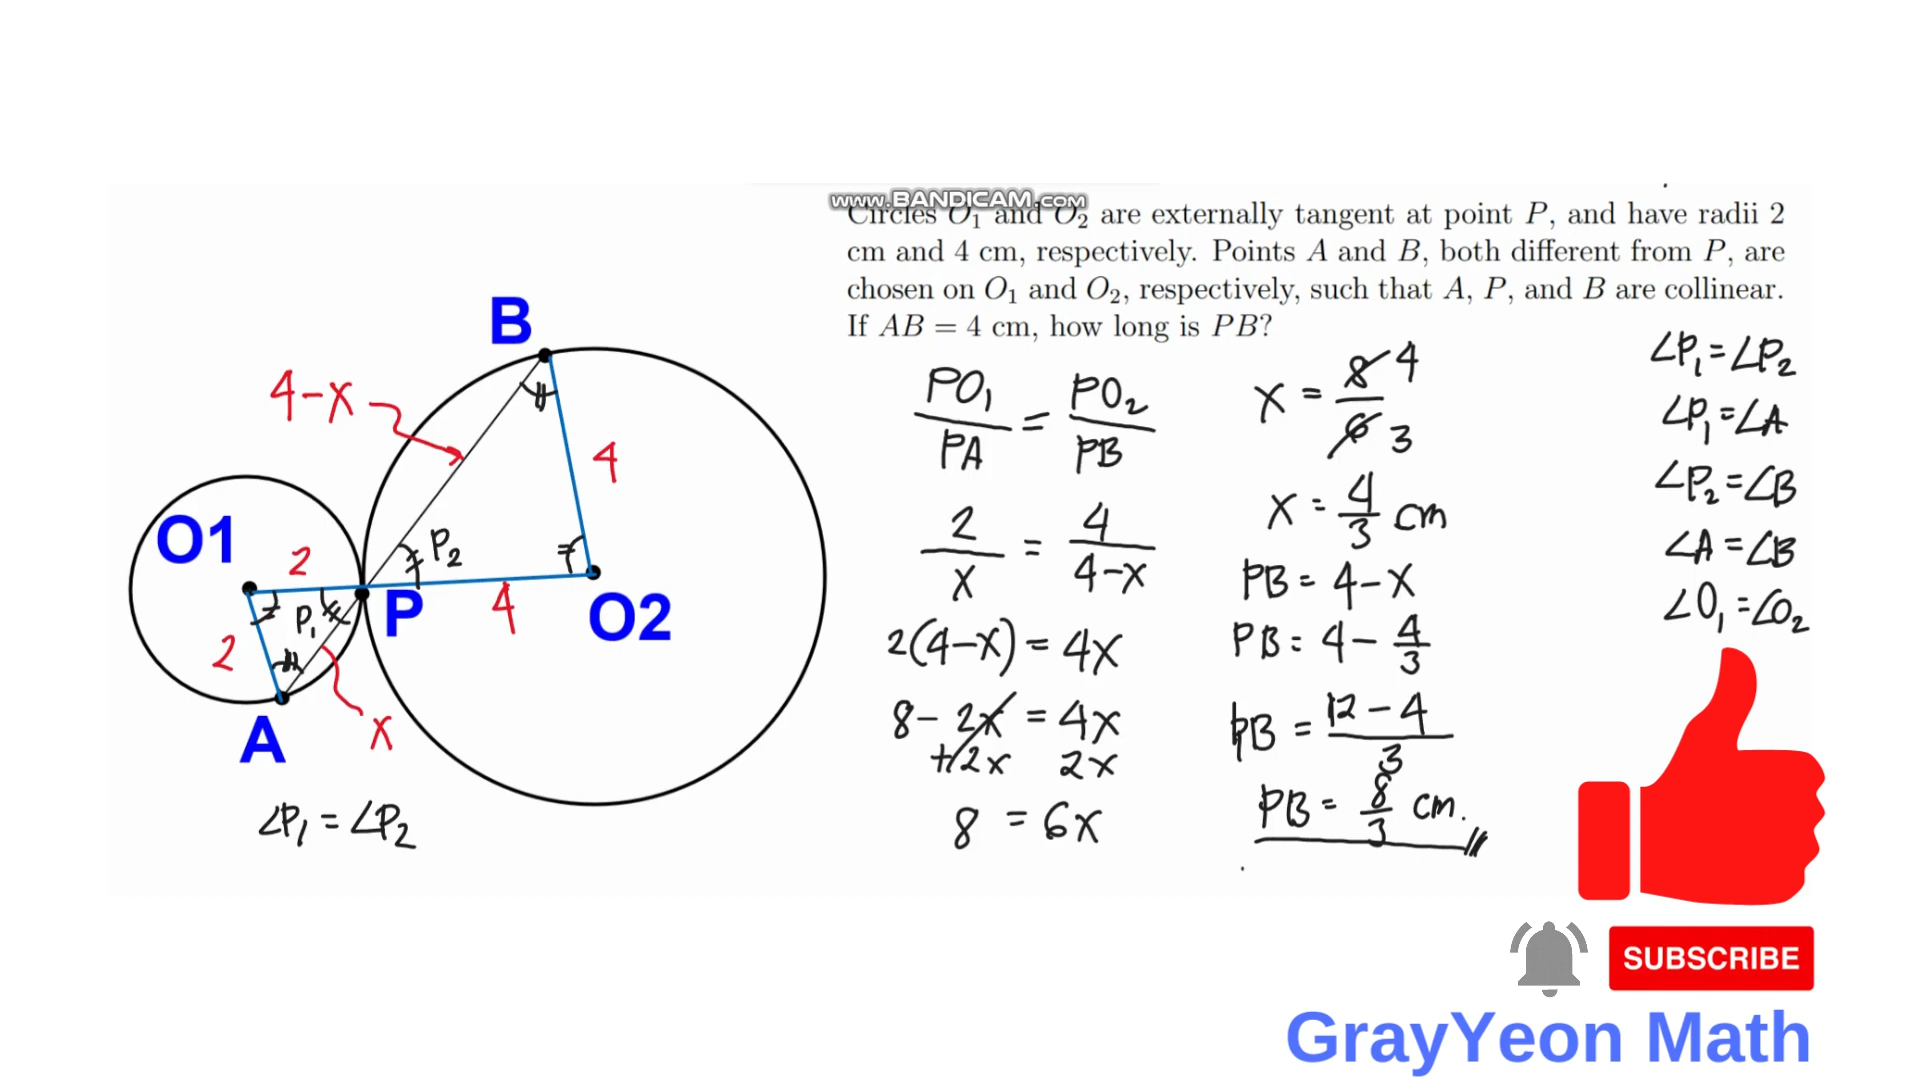 www.BANDICAM.com
Circles O₁ and O₂ are externally tangent at point P, and have radii 2
cm and 4 cm, respectively. Points A and B, both different from P, are
chosen on O₁ and O₂, respectively, such that A, P, and B are collinear.
If AB = 4 cm, how long is PB?
B
4-x
4
O1
2
P₂
P₁
P
4
O2
2
A
x
∠P₁ = ∠P₂
PO₁/PA = PO₂/PB
2/x = 4/(4-x)
2(4-x) = 4x
8 - 2x = 4x
+2x 2x
8 = 6x
x = 8/6 4 3
x = 4/3 cm
PB = 4-x
PB = 4 - 4/3
PB = (12-4)/3
PB = 8/3 cm.
∠P₁ = ∠P₂
∠P₁ = ∠A
∠P₂ = ∠B
∠A = ∠B
∠O₁ = ∠O₂
SUBSCRIBE
GrayYeon Math